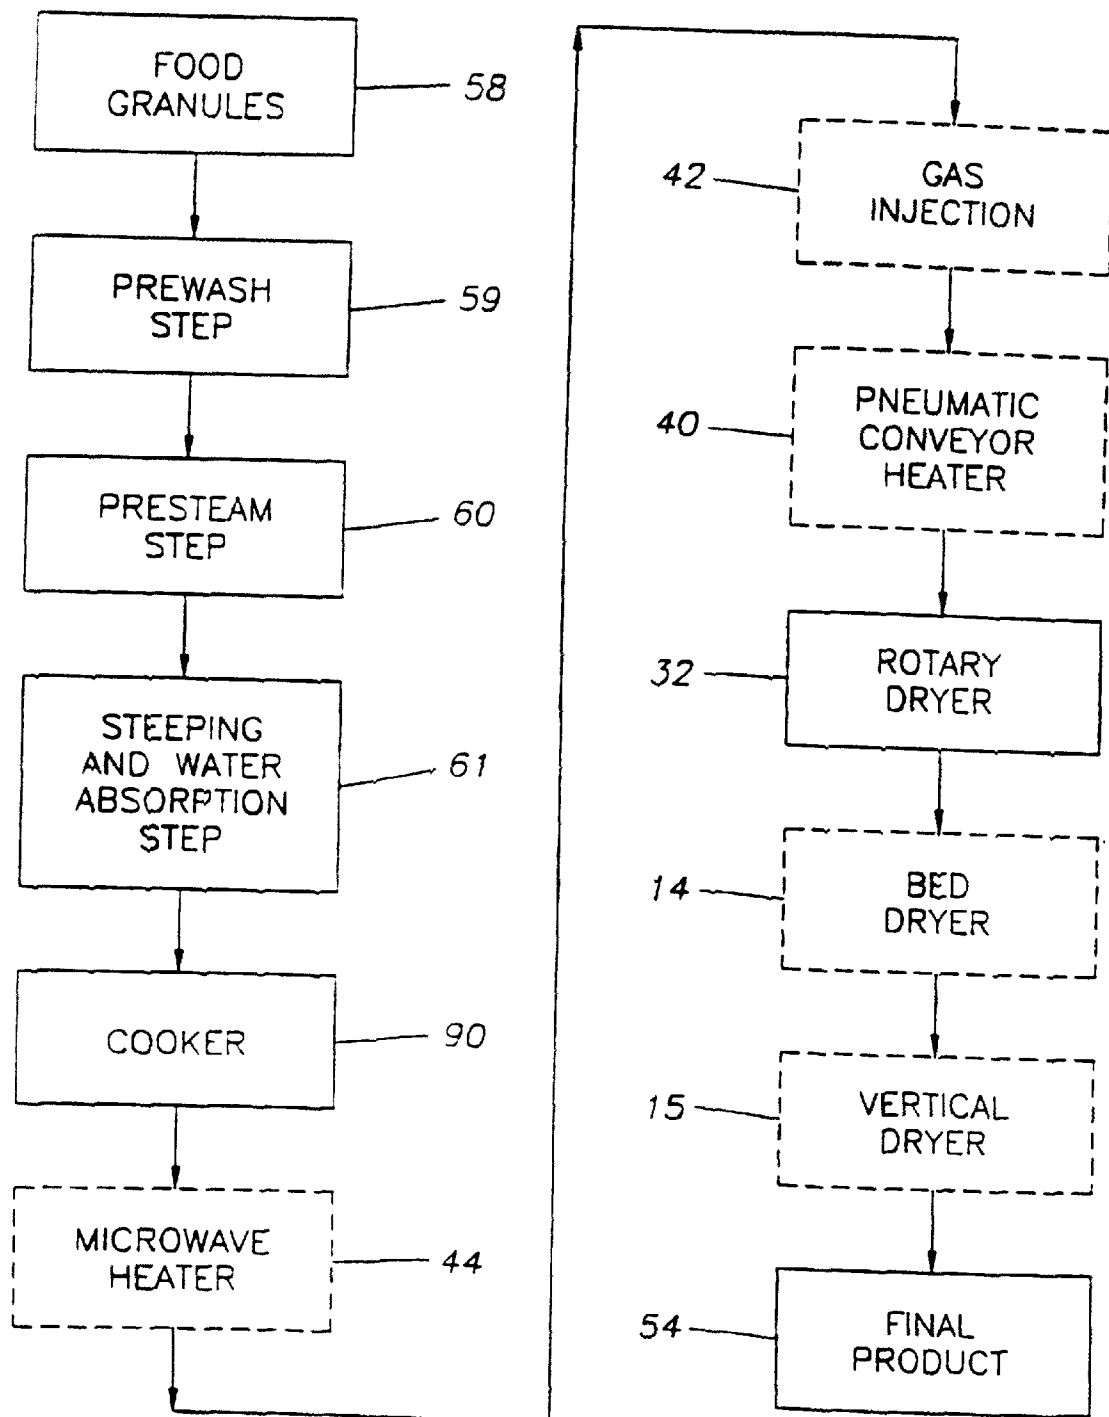 FOOD
GRANULES
58
PREWASH
STEP
59
PRESTEAM
STEP
60
STEEPING
AND WATER
ABSORPTION
STEP
61
COOKER
90
MICROWAVE
HEATER
44
GAS
INJECTION
42
PNEUMATIC
CONVEYOR
HEATER
40
ROTARY
DRYER
32
BED
DRYER
14
VERTICAL
DRYER
15
FINAL
PRODUCT
54